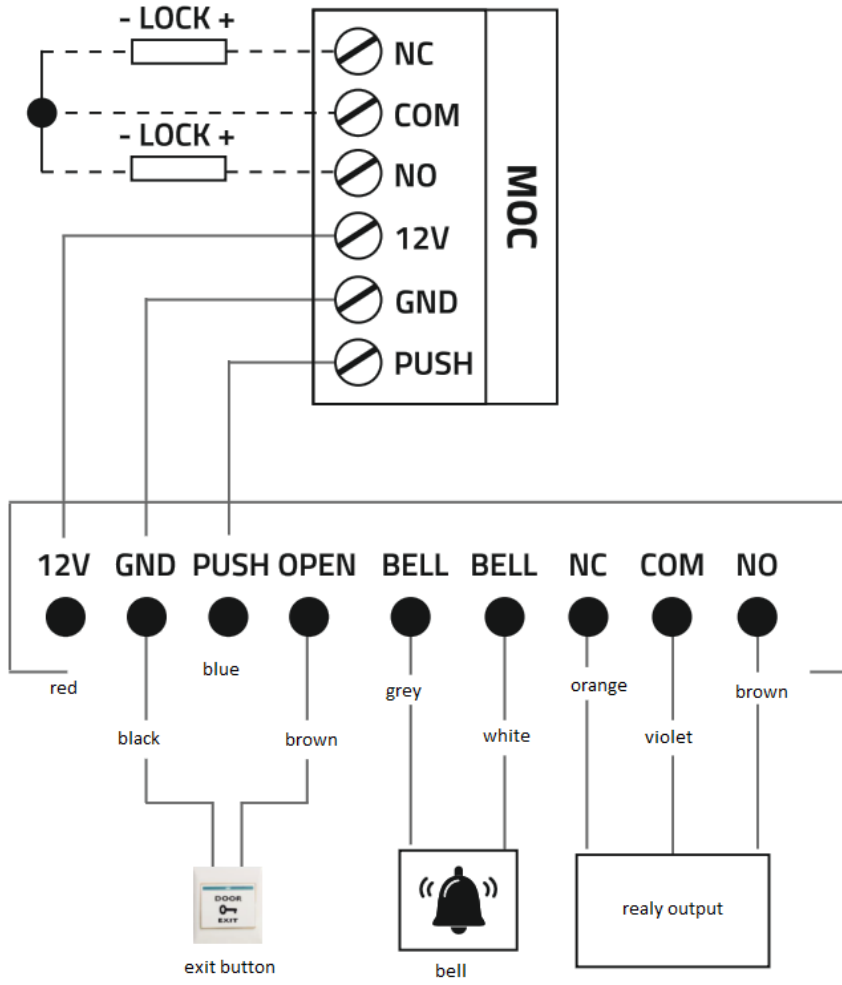 - LOCK +
NC
COM
- LOCK +
NO
MOC
12V
GND
PUSH
12V GND PUSH OPEN BELL BELL NC COM NO
red
blue
grey
orange
brown
black
brown
white
violet
DOOR
EXIT
realy output
exit button
bell